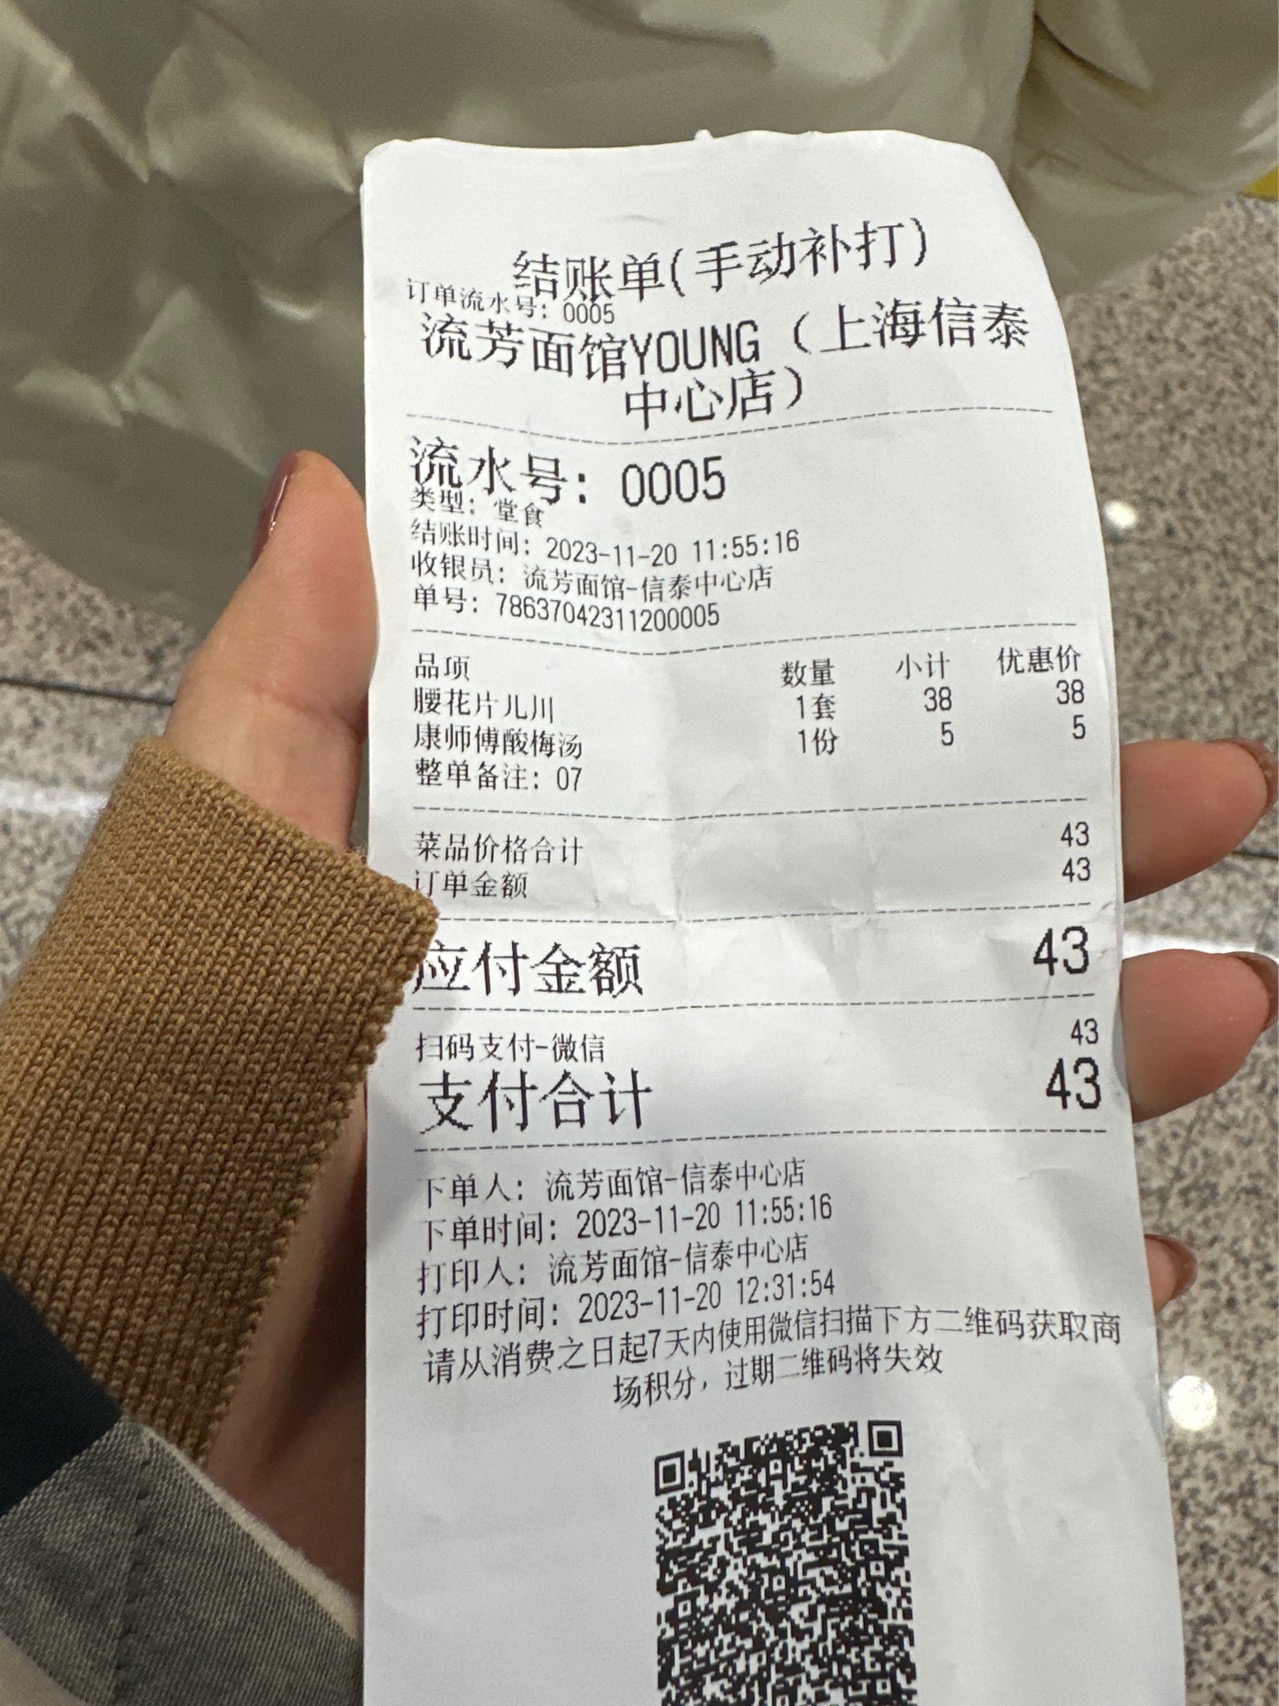 结账单(手动补打)
订单流水号: 0005
流芳面馆YOUNG（上海信泰
中心店）
流水号: 0005
类型: 堂食
结账时间: 2023-11-20 11:55:16
收银员: 流芳面馆-信泰中心店
单号: 78637042311200005
品项 数量 小计 优惠价
腰花片儿川 1套 38 38
康师傅酸梅汤 1份 5 5
整单备注: 07
菜品价格合计 43
订单金额 43
应付金额 43
扫码支付-微信 43
支付合计 43
下单人: 流芳面馆-信泰中心店
下单时间: 2023-11-20 11:55:16
打印人: 流芳面馆-信泰中心店
打印时间: 2023-11-20 12:31:54
请从消费之日起7天内使用微信扫描下方二维码获取商
场积分，过期二维码将失效